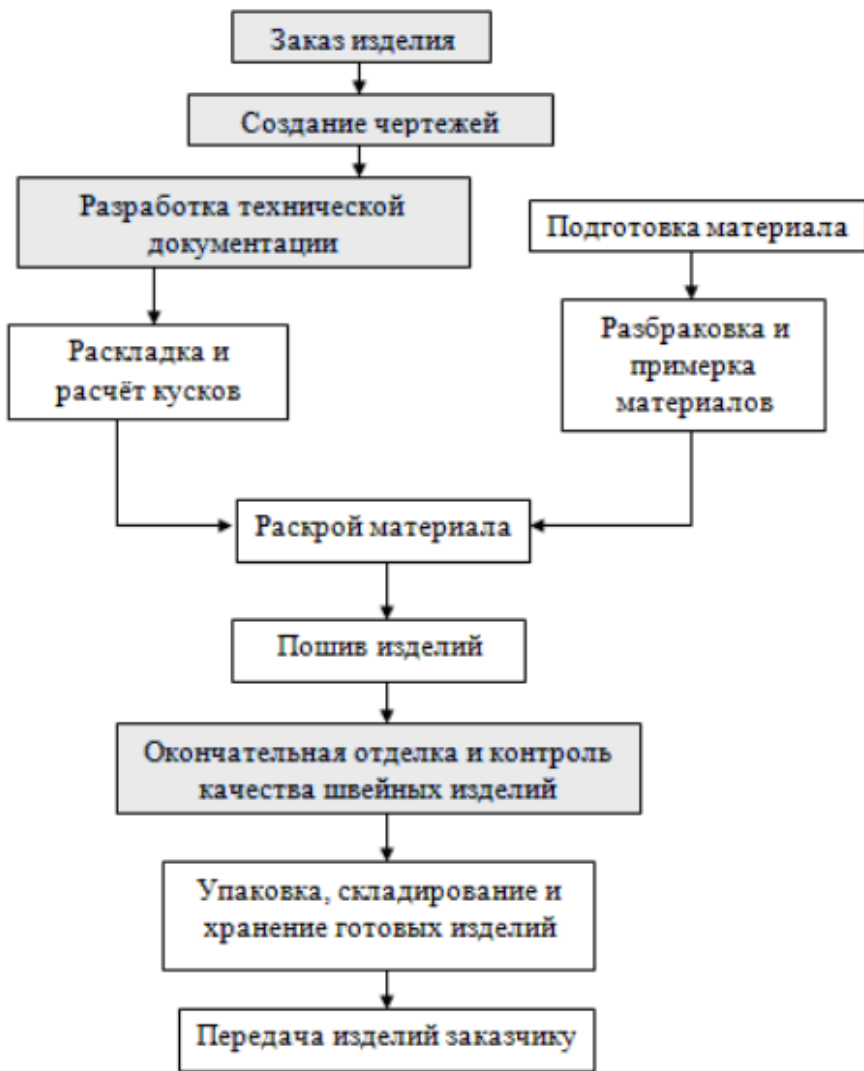 Заказ изделия
Создание чертежей
Разработка технической
документации
Подготовка материала
Раскладка и
расчёт кусков
Разбраковка и
примерка
материалов
Раскрой материала
Пошив изделий
Окончательная отделка и контроль
качества швейных изделий
Упаковка, складирование и
хранение готовых изделий
Передача изделий заказчику